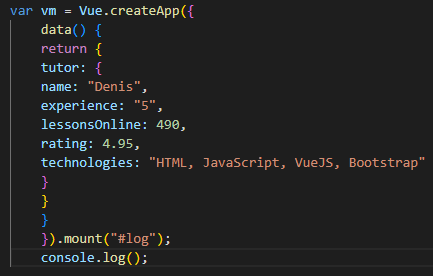 var vm = Vue.createApp({
data() {
return {
tutor: {
name: "Denis",
experience: "5",
lessonsOnline: 490,
rating: 4.95,
technologies: "HTML, JavaScript, VueJS, Bootstrap"
}
}
}
}).mount("#log");
console.log();